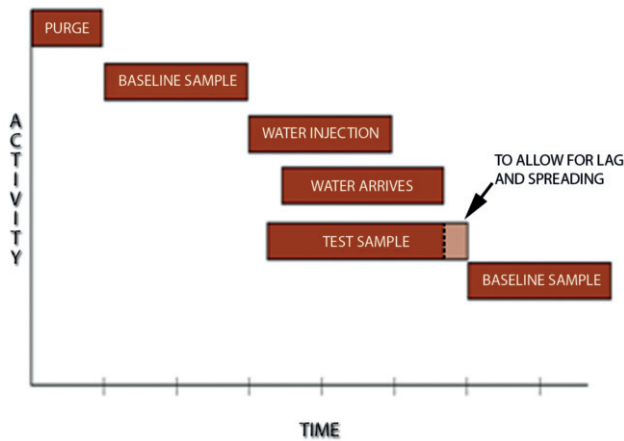 PURGE
BASELINE SAMPLE
WATER INJECTION
WATER ARRIVES
TO ALLOW FOR LAG
AND SPREADING
TEST SAMPLE
BASELINE SAMPLE
ACTIVITY
TIME